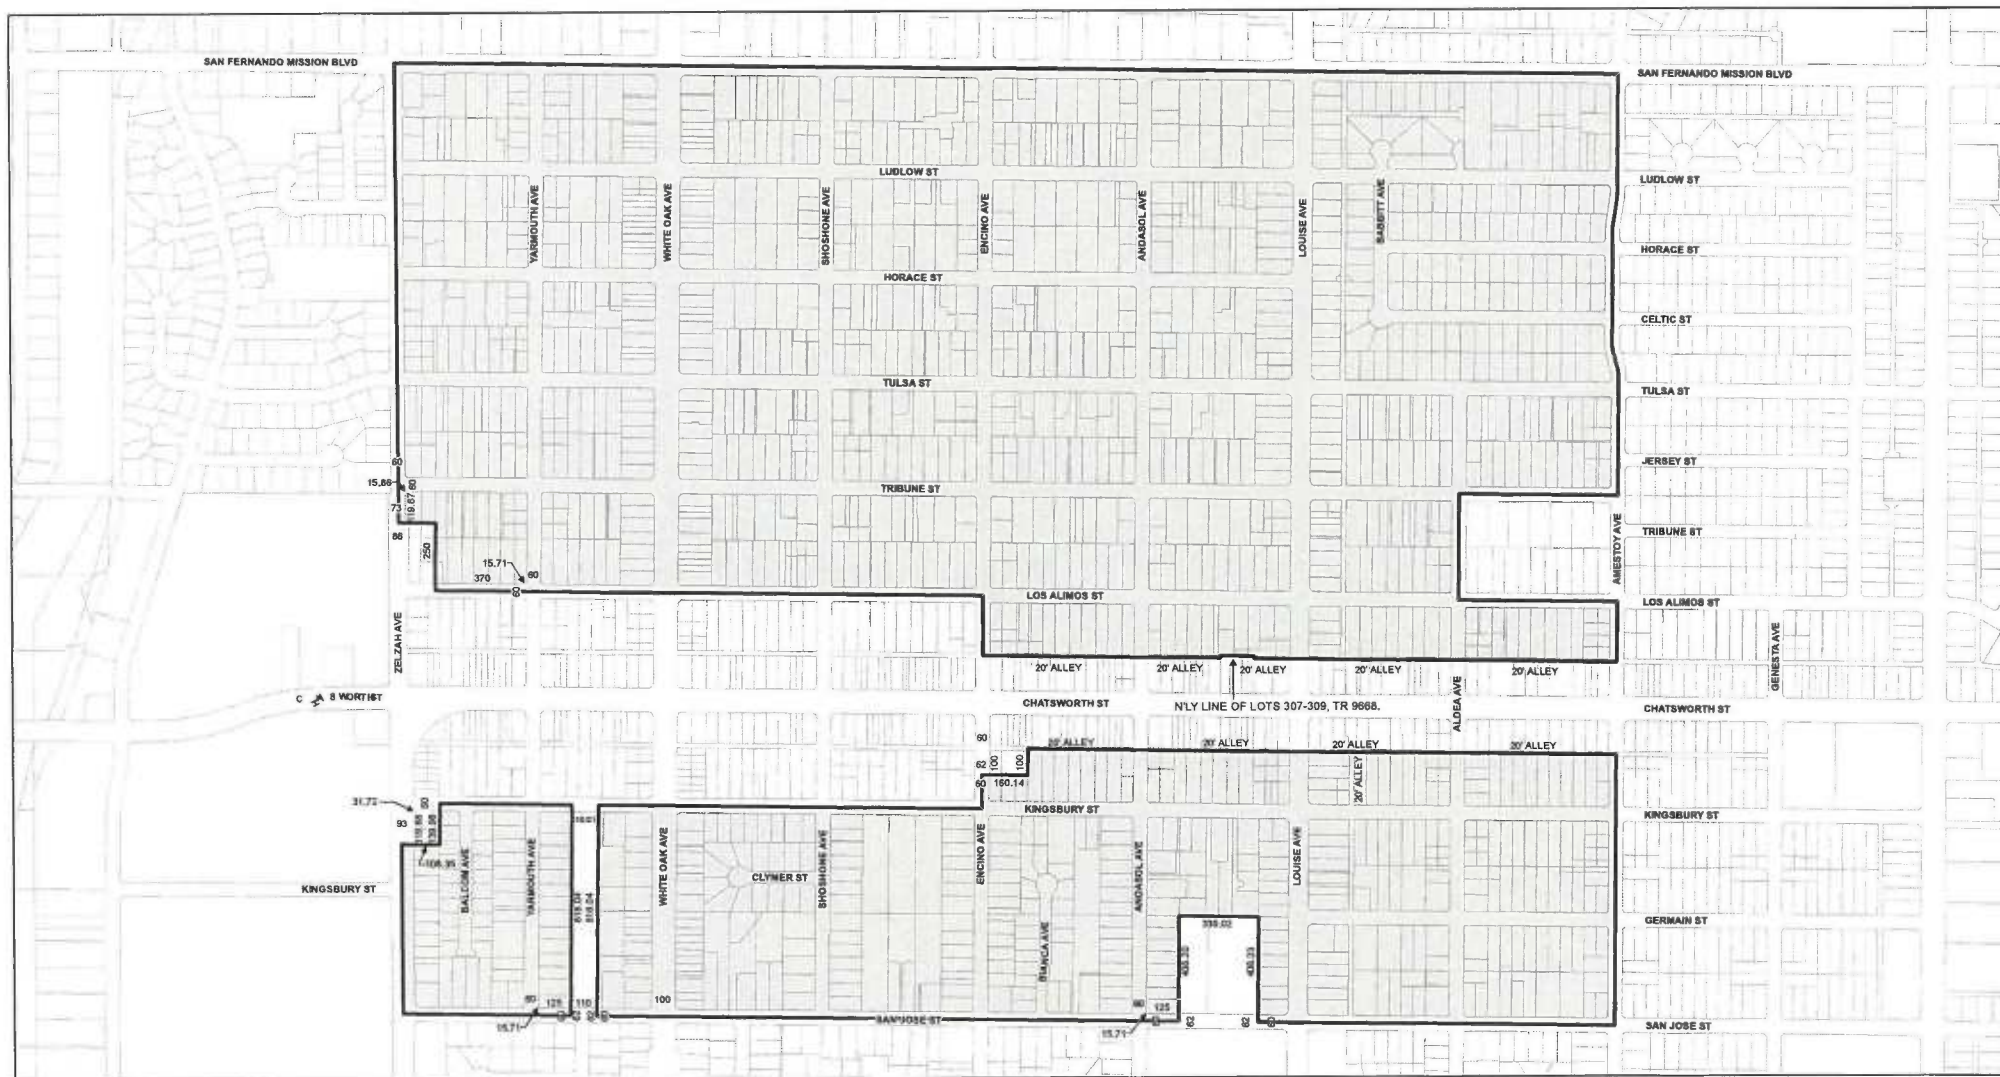 SAN FERNANDO MISSION BLVD
SAN FERNANDO MISSION BLVD
LUDLOW ST
LUDLOW ST
YARMOUTH AVE
WHITE OAK AVE
SHOSHONE AVE
ENCINO AVE
ANDASOL AVE
LOUISE AVE
BABBITT AVE
HORACE ST
HORACE ST
CELTIC ST
TULSA ST
TULSA ST
60
15.86
JERSEY ST
119.87
60
TRIBUNE ST
73
86
TRIBUNE ST
AMESTOY AVE
250
15.71
60
370
60
LOS ALIMOS ST
LOS ALIMOS ST
ZELZAH AVE
GENESTA AVE
20' ALLEY
20' ALLEY
20' ALLEY
20' ALLEY
20' ALLEY
ALDEA AVE
CHATSWORTH ST
N'LY LINE OF LOTS 307-309, TR 9668.
CHATSWORTH ST
60
20' ALLEY
20' ALLEY
20' ALLEY
20' ALLEY
62
100
100
60
160.14
20' ALLEY
31.72
KINGSBURY ST
KINGSBURY ST
93
BALCOM AVE
YARMOUTH AVE
WHITE OAK AVE
SHOSHONE AVE
ENCINO AVE
ANDASOL AVE
LOUISE AVE
CLYMER ST
KINGSBURY ST
818.04
818.04
GERMAIN ST
BIANCA AVE
125
110
100
62
15.71
SAN JOSE ST
15.71
125
62
62
60
SAN JOSE ST